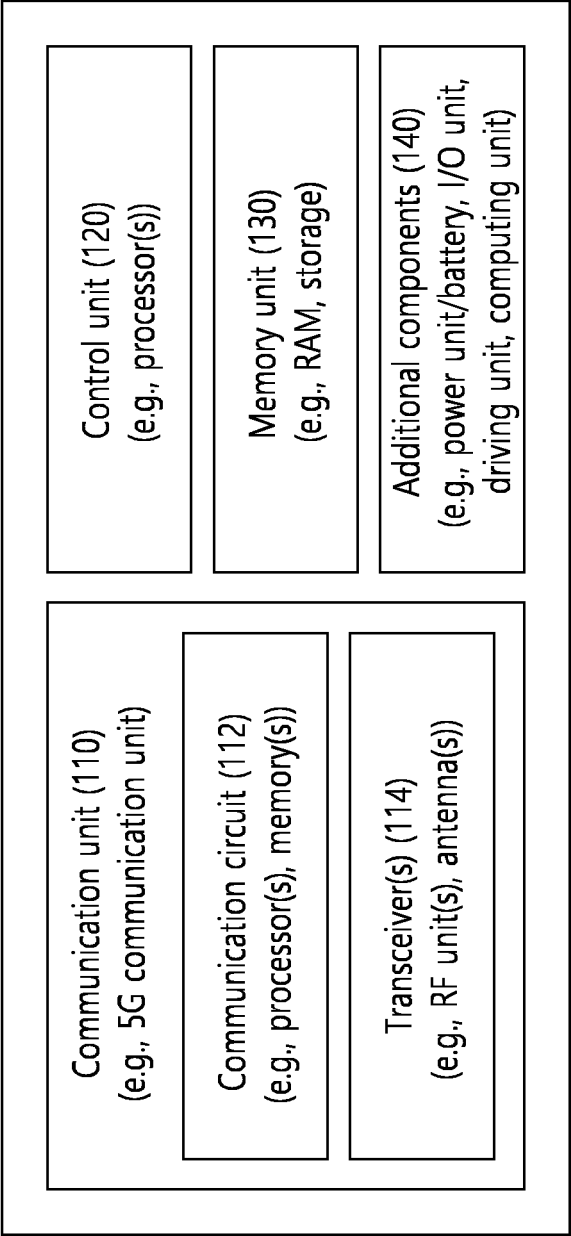 Communication unit (110)
(e.g., 5G communication unit)
Communication circuit (112)
(e.g., processor(s), memory(s))
Transceiver(s) (114)
(e.g., RF unit(s), antenna(s))
Control unit (120)
(e.g., processor(s))
Memory unit (130)
(e.g., RAM, storage)
Additional components (140)
(e.g., power unit/battery, I/O unit,
driving unit, computing unit)